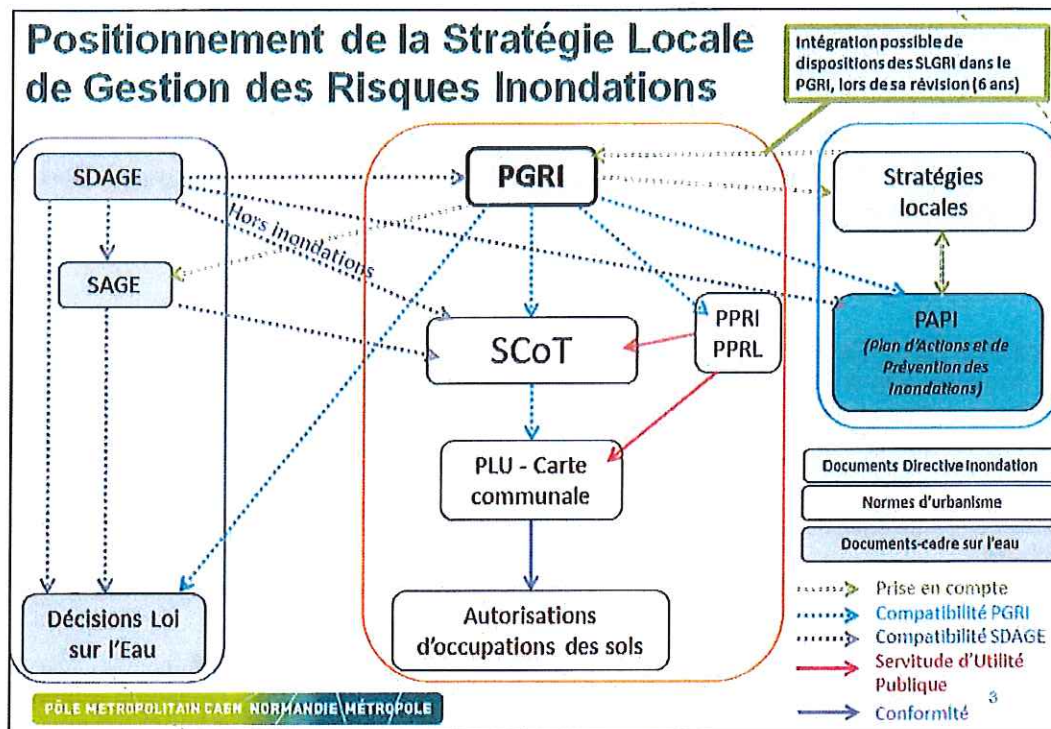 Positionnement de la Stratégie Locale
de Gestion des Risques Inondations
Intégration possible de
dispositions des SLGRI dans le
PGRI, lors de sa révision (6 ans)
SDAGE
PGRI
Stratégies
locales
Hors inondations
SAGE
PPRI
PPRL
SCoT
PAPI
(Plan d'Actions et de
Prévention des
Inondations)
PLU - Carte
communale
Documents Directive Inondation
Normes d'urbanisme
Documents-cadre sur l'eau
Décisions Loi
sur l'Eau
Autorisations
d'occupations des sols
Prise en compte
Compatibilité PGRI
Compatibilité SDAGE
Servitude d'Utilité
Publique
Conformité
3
PÔLE METROPOLITAIN CAEN NORMANDIE MÉTROPOLE